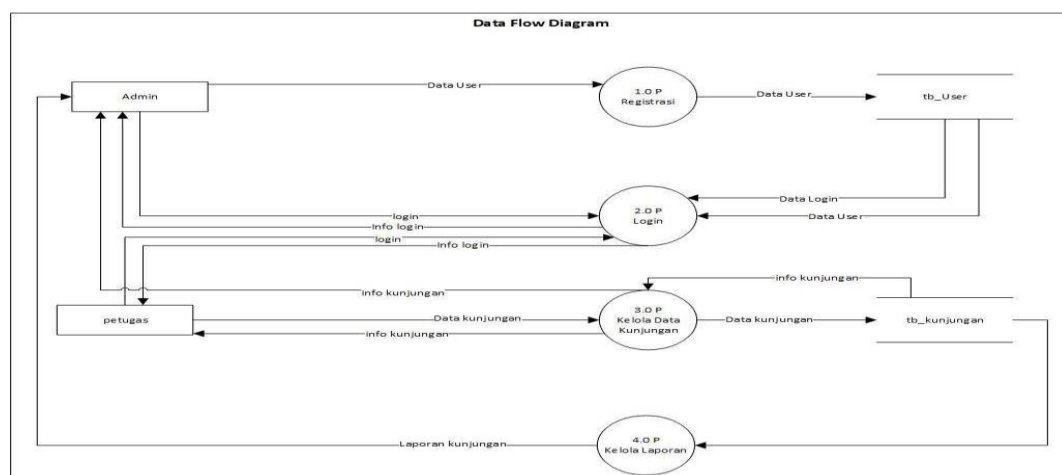 Data Flow Diagram
Admin
Data User
1.0 P
Registrasi
Data User
tb_User
Data Login
Data User
2.0 P
Login
login
Info login
login
Info login
info kunjungan
info kunjungan
petugas
Data kunjungan
info kunjungan
3.0 P
Kelola Data
Kunjungan
Data kunjungan
tb_kunjungan
Laporan kunjungan
4.0 P
Kelola Laporan